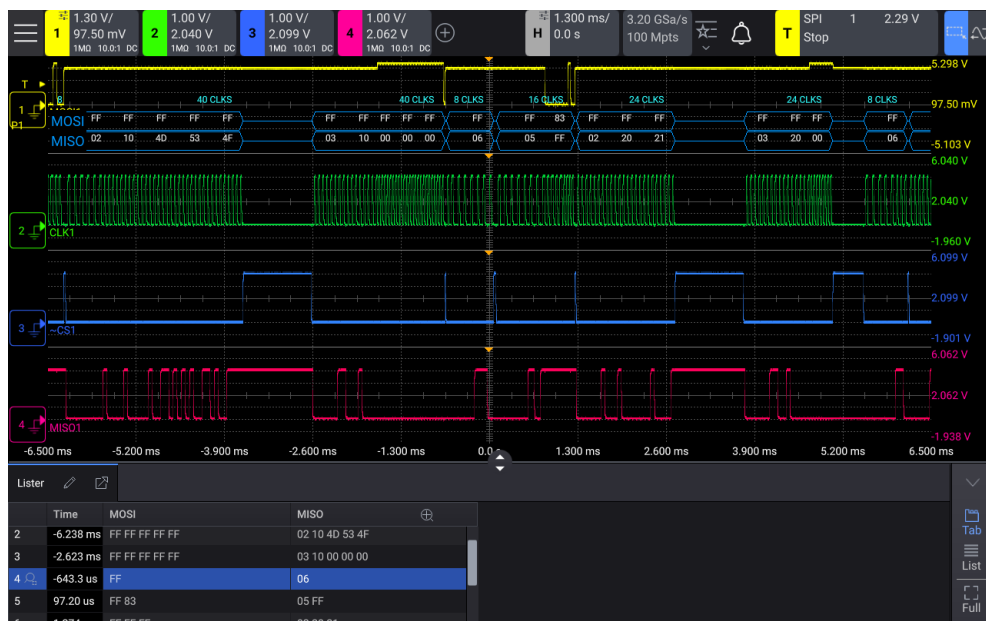 1 1.30 V/ 97.50 mV 1MΩ 10.0:1 DC
2 1.00 V/ 2.040 V 1MΩ 10.0:1 DC
3 1.00 V/ 2.099 V 1MΩ 10.0:1 DC
4 1.00 V/ 2.062 V 1MΩ 10.0:1 DC
H 1.300 ms/ 0.0 s
3.20 GSa/s 100 Mpts
T SPI 1 2.29 V Stop
5.298 V
T
8 40 CLKS 40 CLKS 8 CLKS 16 CLKS 24 CLKS 24 CLKS 8 CLKS
1 97.50 mV
P1
MOSI FF FF FF FF FF FF FF FF FF FF FF FF 83 FF FF FF FF FF FF FF
MISO 02 10 4D 53 4F 03 10 00 00 00 06 05 FF 02 20 21 03 20 00 06
-5.103 V
6.040 V
2 2.040 V
CLK1
-1.960 V
6.099 V
2.099 V
3 ~CS1
-1.901 V
6.062 V
2.062 V
4 MISO1
-1.938 V
-6.500 ms -5.200 ms -3.900 ms -2.600 ms -1.300 ms 1.300 ms 2.600 ms 3.900 ms 5.200 ms 6.500 ms
Lister
Time MOSI MISO
2 -6.238 ms FF FF FF FF FF 02 10 4D 53 4F
3 -2.623 ms FF FF FF FF FF 03 10 00 00 00
4 -643.3 us FF 06
5 97.20 us FF 83 05 FF
Tab
List
Full